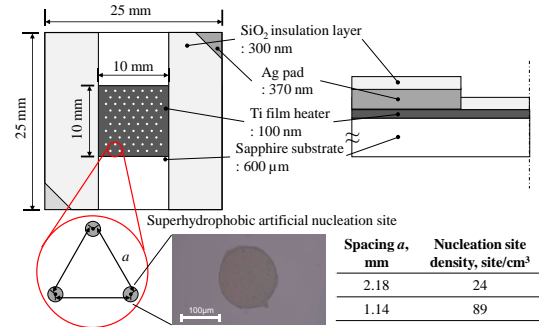 25 mm
25 mm
10 mm
10 mm
SiO₂ insulation layer
: 300 nm
Ag pad
: 370 nm
Ti film heater
: 100 nm
Sapphire substrate
: 600 µm
Superhydrophobic artificial nucleation site
a
100µm
Spacing a, mm	Nucleation site density, site/cm³
2.18	24
1.14	89